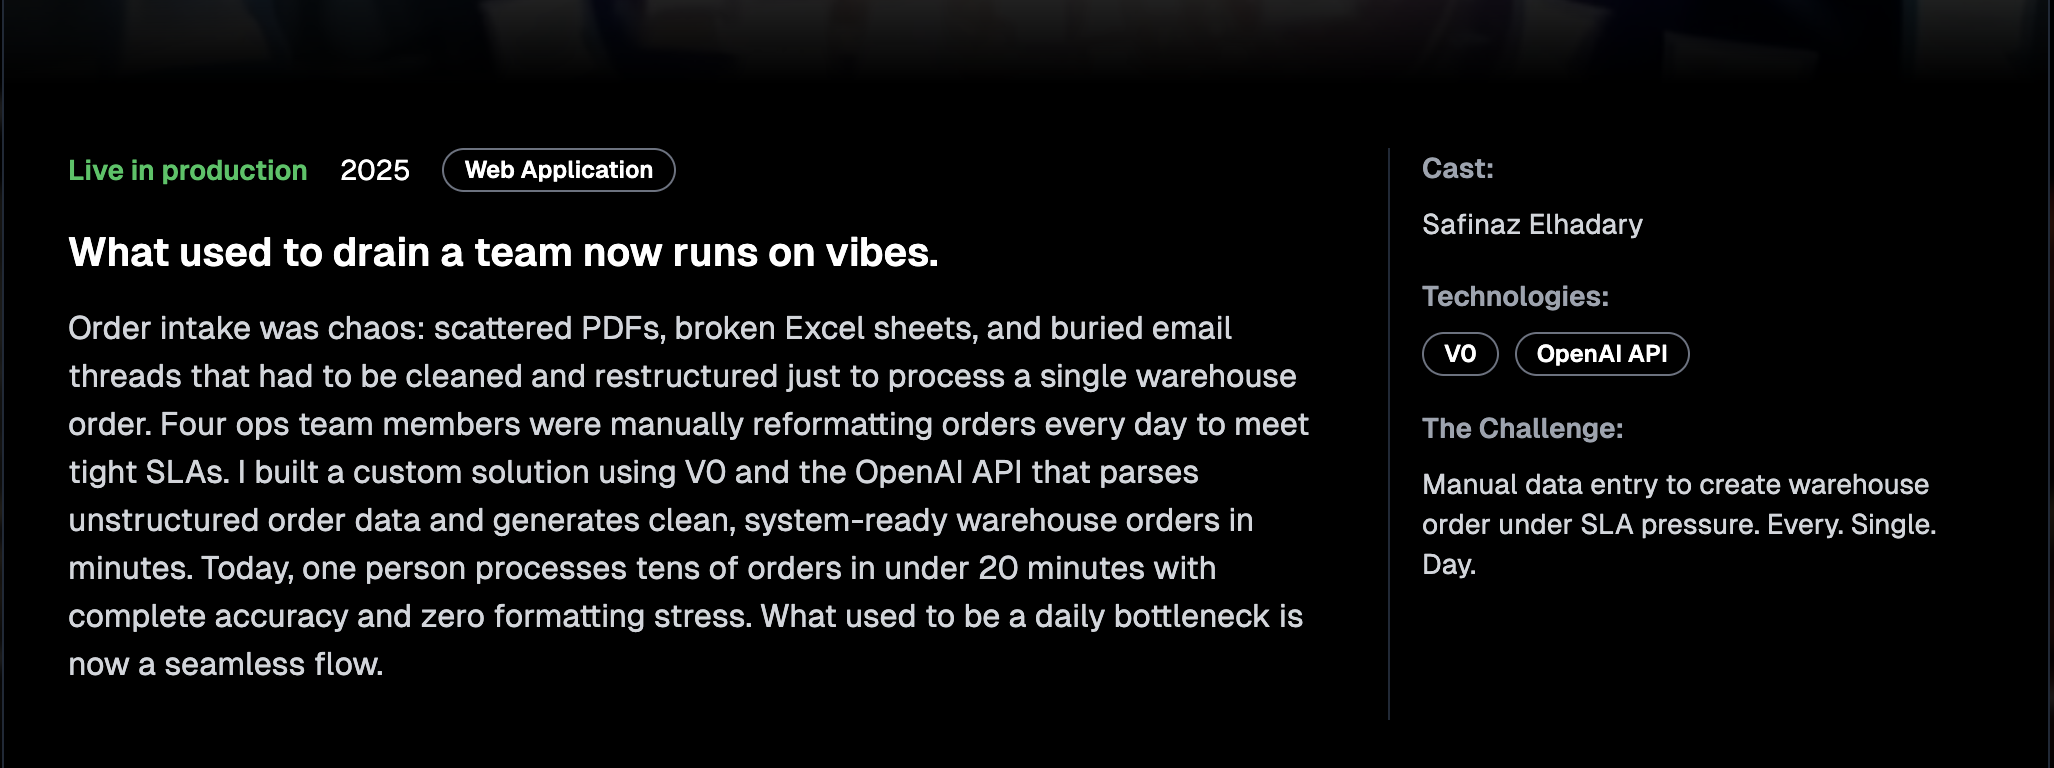 Live in production 2025 Web Application
What used to drain a team now runs on vibes.
Order intake was chaos: scattered PDFs, broken Excel sheets, and buried email
threads that had to be cleaned and restructured just to process a single warehouse
order. Four ops team members were manually reformatting orders every day to meet
tight SLAs. I built a custom solution using V0 and the OpenAI API that parses
unstructured order data and generates clean, system-ready warehouse orders in
minutes. Today, one person processes tens of orders in under 20 minutes with
complete accuracy and zero formatting stress. What used to be a daily bottleneck is
now a seamless flow.
Cast:
Safinaz Elhadary
Technologies:
V0 OpenAI API
The Challenge:
Manual data entry to create warehouse
order under SLA pressure. Every. Single.
Day.